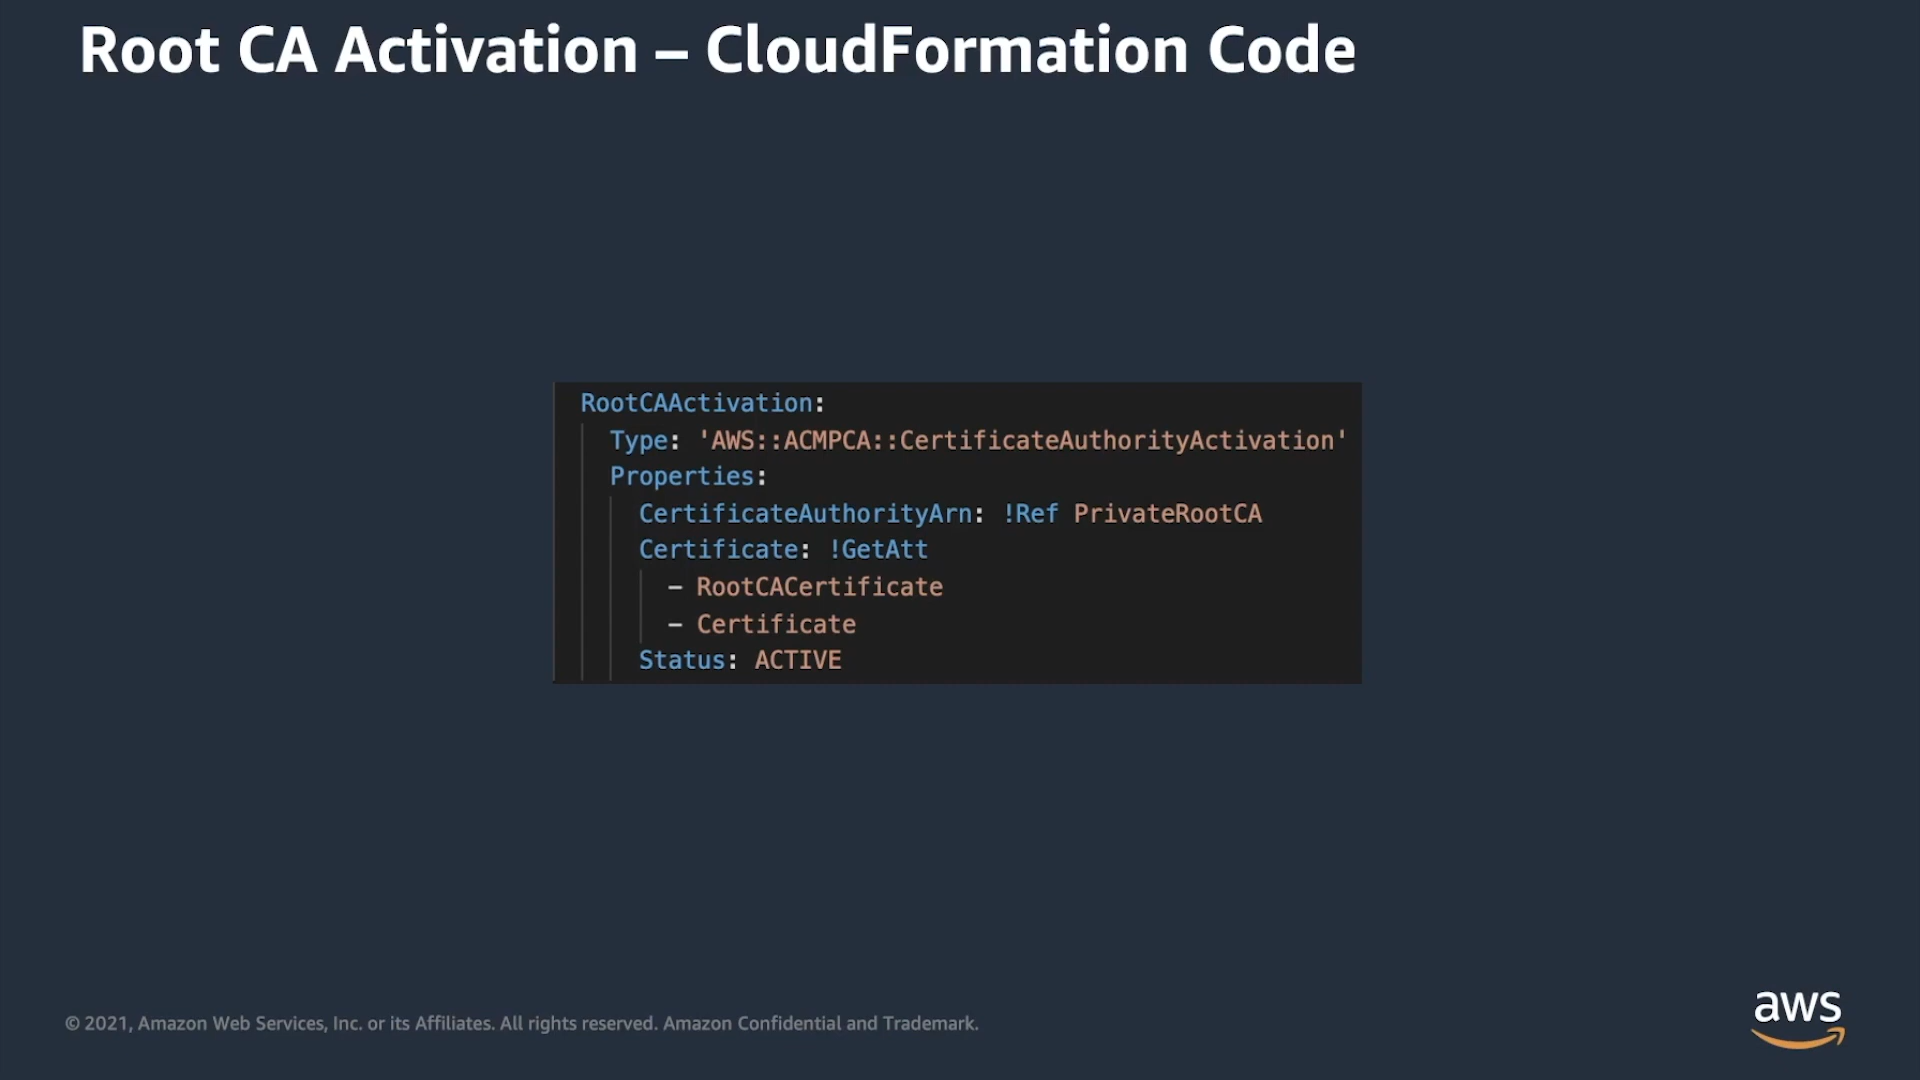 Root CA Activation – CloudFormation Code
RootCAActivation:
Type: 'AWS::ACMPCA::CertificateAuthorityActivation'
Properties:
CertificateAuthorityArn: !Ref PrivateRootCA
Certificate: !GetAtt
– RootCACertificate
– Certificate
Status: ACTIVE
© 2021, Amazon Web Services, Inc. or its Affiliates. All rights reserved. Amazon Confidential and Trademark.
aws